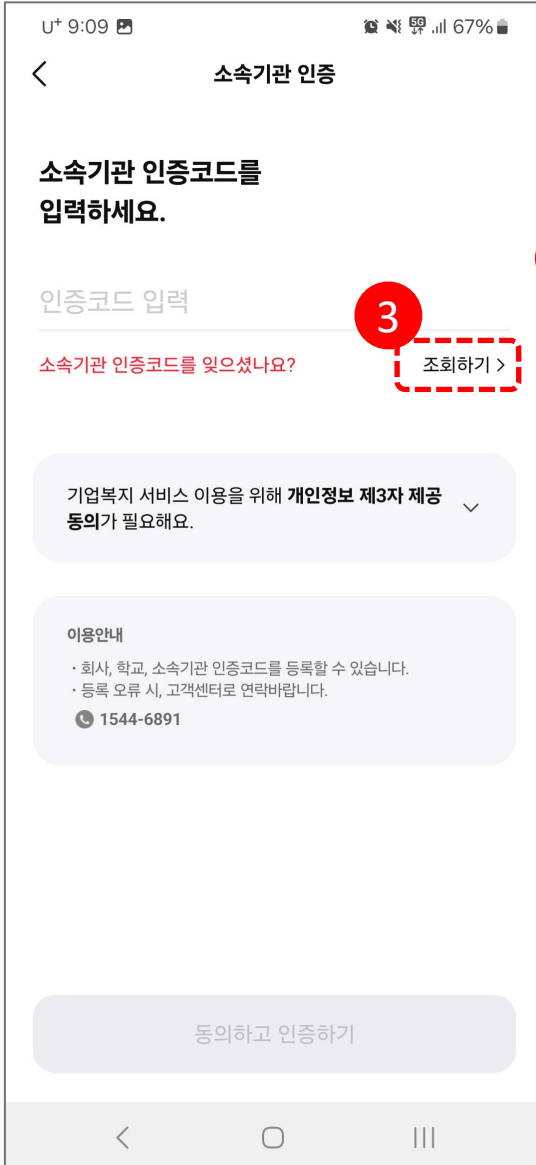 U+ 9:09 5G 67%
소속기관 인증
소속기관 인증코드를
입력하세요.
인증코드 입력
3
소속기관 인증코드를 잊으셨나요? 조회하기 >
기업복지 서비스 이용을 위해 개인정보 제3자 제공
동의가 필요해요.
이용안내
· 회사, 학교, 소속기관 인증코드를 등록할 수 있습니다.
· 등록 오류 시, 고객센터로 연락바랍니다.
1544-6891
동의하고 인증하기